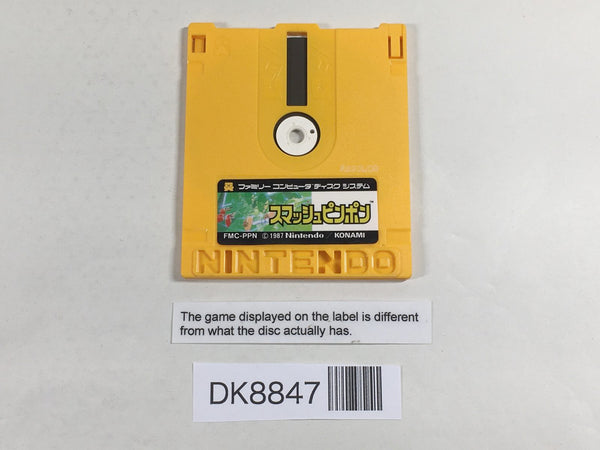 ファミリー コンピュータ ディスク システム
スマッシュピンポン™
FMC-PPN © 1987 Nintendo / KONAMI
NINTENDO
The game displayed on the label is different
from what the disc actually has.
DK8847